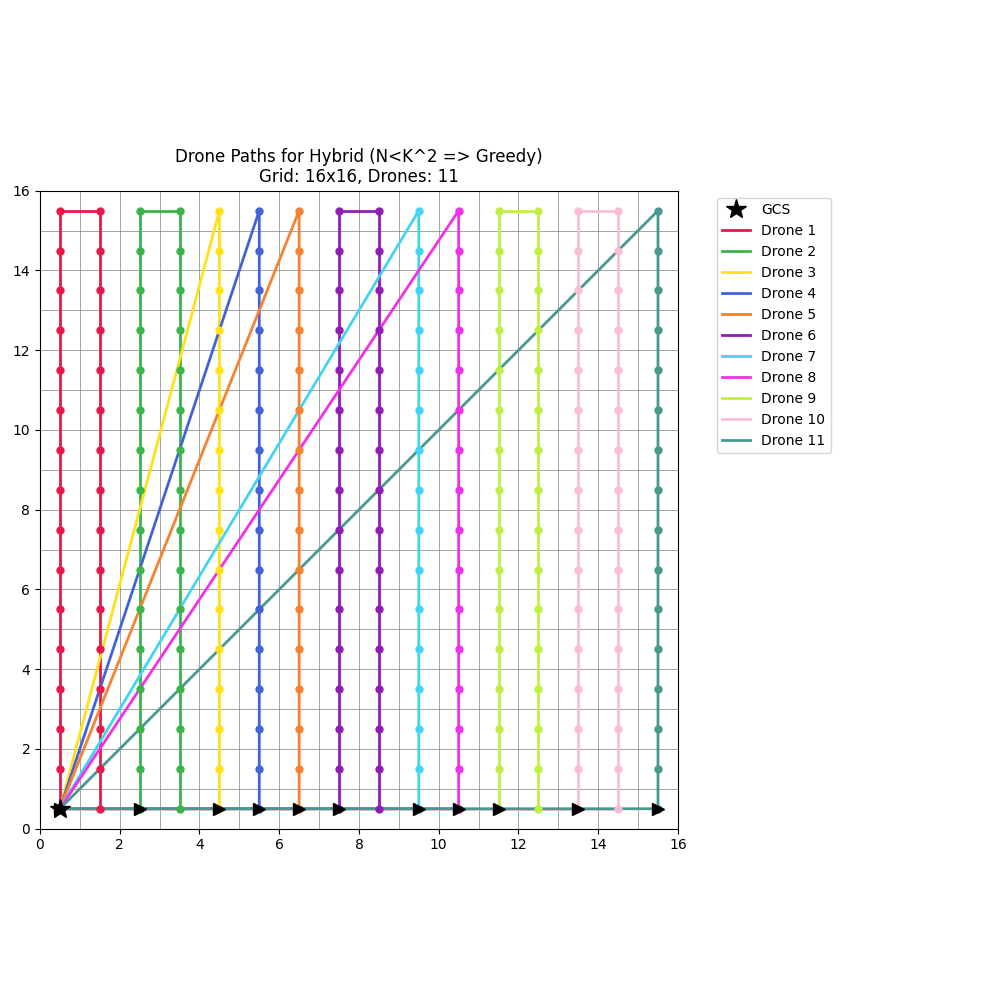 Drone Paths for Hybrid (N<K^2 => Greedy)
Grid: 16x16, Drones: 11
16
14
12
10
8
6
4
2
0
0 2 4 6 8 10 12 14 16
GCS
Drone 1
Drone 2
Drone 3
Drone 4
Drone 5
Drone 6
Drone 7
Drone 8
Drone 9
Drone 10
Drone 11